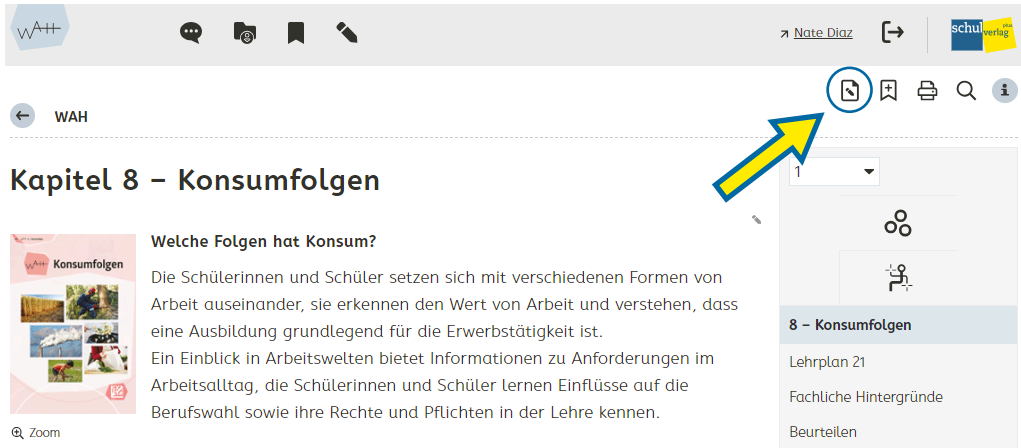 WAH
Nate Diaz
schul
verlag
plus
WAH
Kapitel 8 – Konsumfolgen
1
WAH
Konsumfolgen
Welche Folgen hat Konsum?
Die Schülerinnen und Schüler setzen sich mit verschiedenen Formen von
Arbeit auseinander, sie erkennen den Wert von Arbeit und verstehen, dass
eine Ausbildung grundlegend für die Erwerbstätigkeit ist.
Ein Einblick in Arbeitswelten bietet Informationen zu Anforderungen im
Arbeitsalltag, die Schülerinnen und Schüler lernen Einflüsse auf die
Berufswahl sowie ihre Rechte und Pflichten in der Lehre kennen.
Zoom
8 – Konsumfolgen
Lehrplan 21
Fachliche Hintergründe
Beurteilen